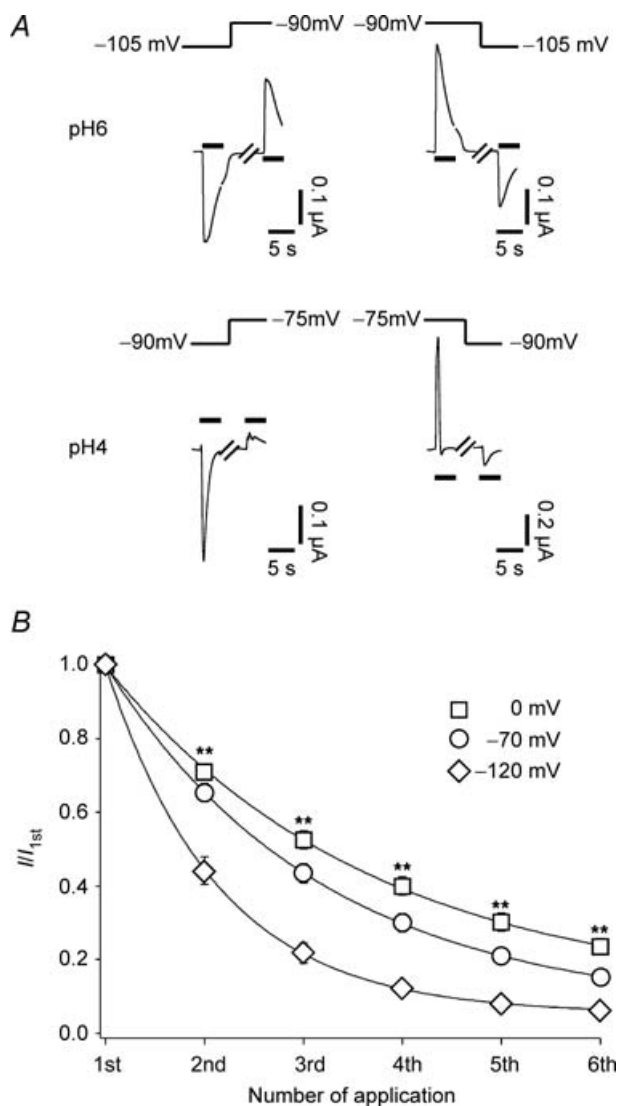 A
−105 mV
−90mV
−90mV
−105 mV
pH6
0.1 µA
5 s
0.1 µA
5 s
−90mV
−75mV
−75mV
−90mV
pH4
0.1 µA
5 s
0.2 µA
5 s
B
1.0
0.8
0.6
0.4
0.2
0.0
I/I1st
0 mV
−70 mV
−120 mV
**
**
**
**
**
1st 2nd 3rd 4th 5th 6th
Number of application